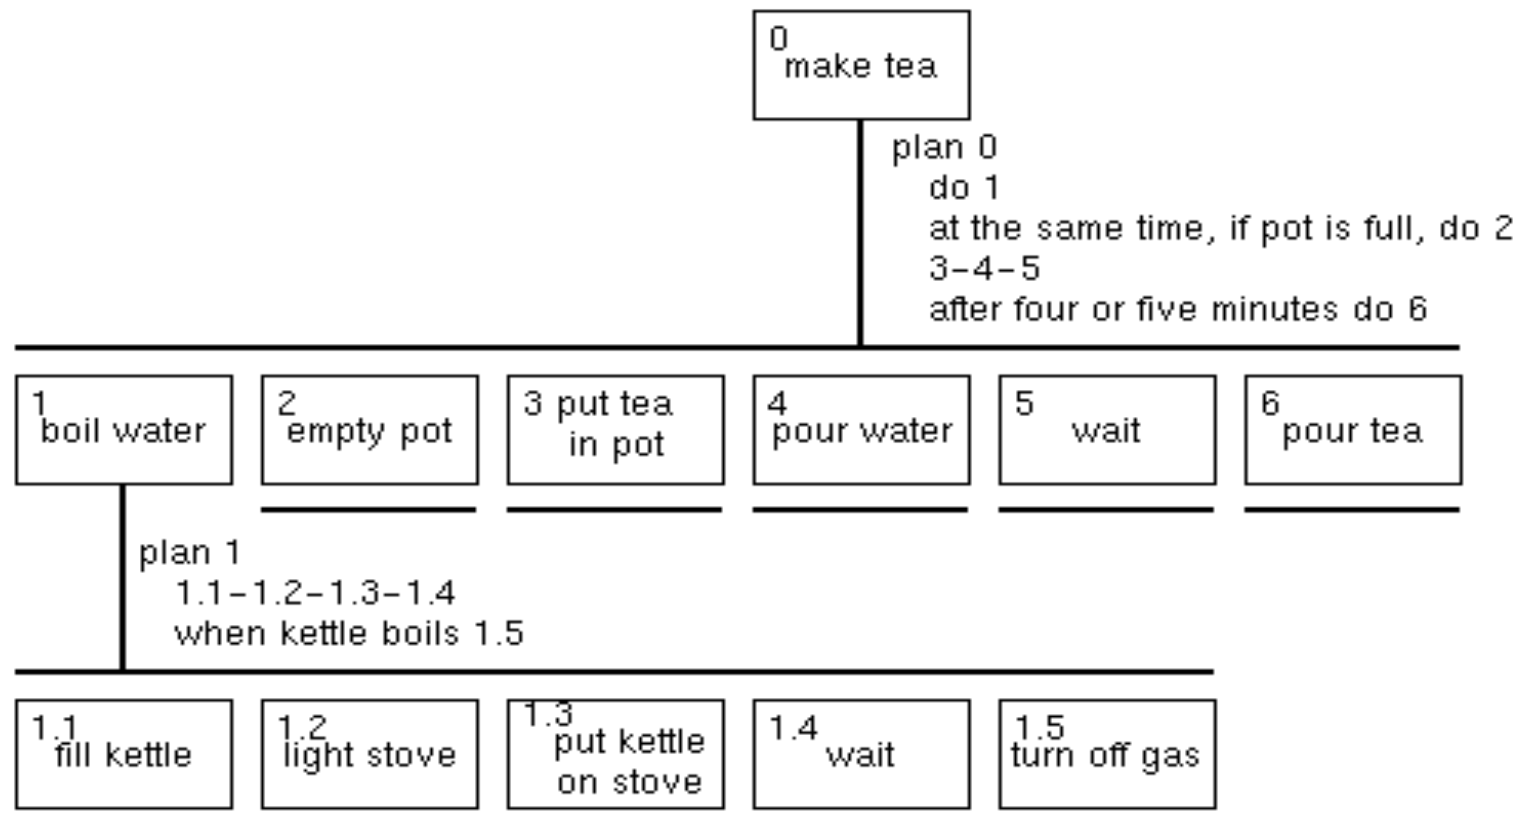 0
make tea
plan 0
do 1
at the same time, if pot is full, do 2
3-4-5
after four or five minutes do 6
1
boil water
2
empty pot
3 put tea
in pot
4
pour water
5
wait
6
pour tea
plan 1
1.1-1.2-1.3-1.4
when kettle boils 1.5
1.1
fill kettle
1.2
light stove
1.3
put kettle
on stove
1.4
wait
1.5
turn off gas